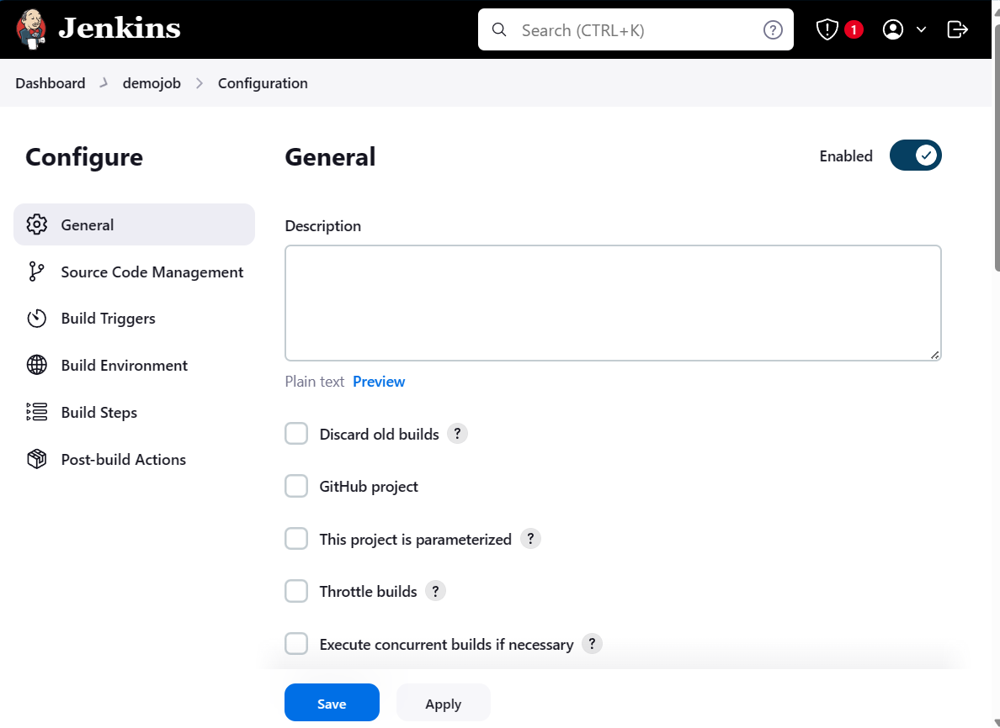 Jenkins
Search (CTRL+K)
?
1
Dashboard
demojob
Configuration
Configure
General
Source Code Management
Build Triggers
Build Environment
Build Steps
Post-build Actions
General
Enabled
Description
Plain text Preview
Discard old builds ?
GitHub project
This project is parameterized ?
Throttle builds ?
Execute concurrent builds if necessary ?
Save Apply